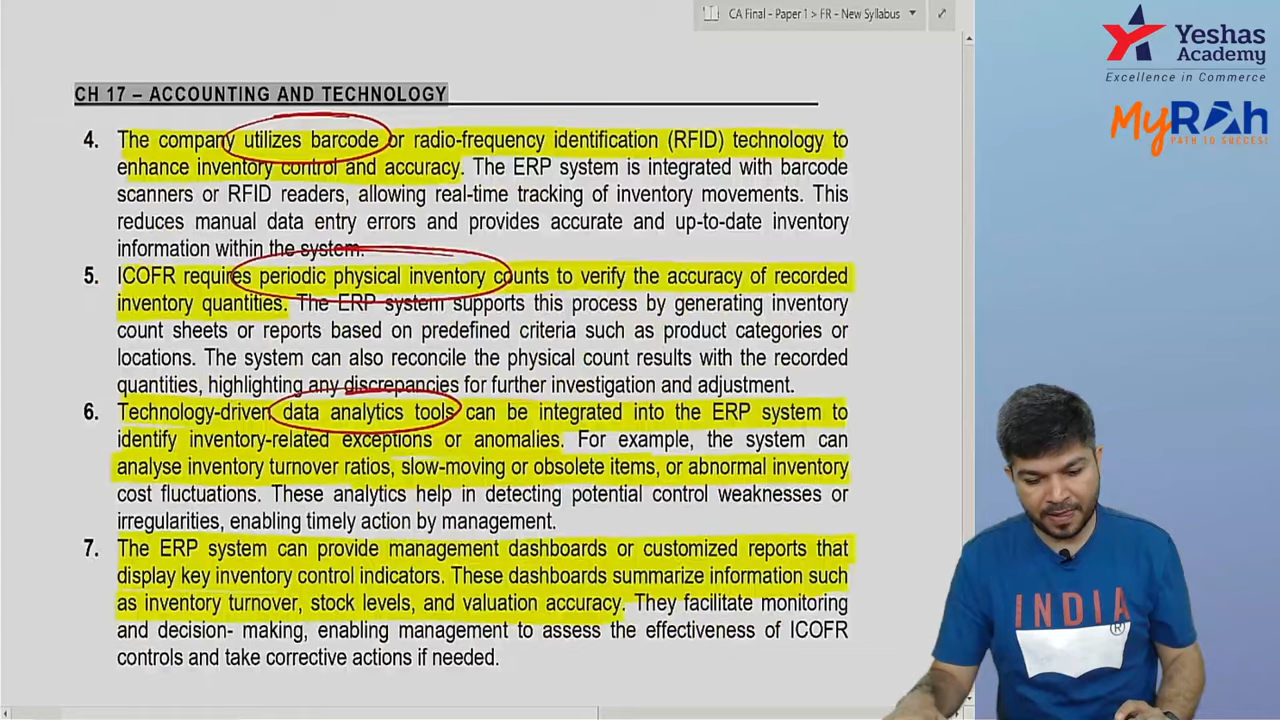 CA Final - Paper 1 > FR - New Syllabus
Yeshas
Academy
Excellence in Commerce
MyRAh
PATH TO SUCCESS
CH 17 – ACCOUNTING AND TECHNOLOGY
4. The company utilizes barcode or radio-frequency identification (RFID) technology to
enhance inventory control and accuracy. The ERP system is integrated with barcode
scanners or RFID readers, allowing real-time tracking of inventory movements. This
reduces manual data entry errors and provides accurate and up-to-date inventory
information within the system.
5. ICOFR requires periodic physical inventory counts to verify the accuracy of recorded
inventory quantities. The ERP system supports this process by generating inventory
count sheets or reports based on predefined criteria such as product categories or
locations. The system can also reconcile the physical count results with the recorded
quantities, highlighting any discrepancies for further investigation and adjustment.
6. Technology-driven data analytics tools can be integrated into the ERP system to
identify inventory-related exceptions or anomalies. For example, the system can
analyse inventory turnover ratios, slow-moving or obsolete items, or abnormal inventory
cost fluctuations. These analytics help in detecting potential control weaknesses or
irregularities, enabling timely action by management.
7. The ERP system can provide management dashboards or customized reports that
display key inventory control indicators. These dashboards summarize information such
as inventory turnover, stock levels, and valuation accuracy. They facilitate monitoring
and decision- making, enabling management to assess the effectiveness of ICOFR
controls and take corrective actions if needed.
INDIA
®